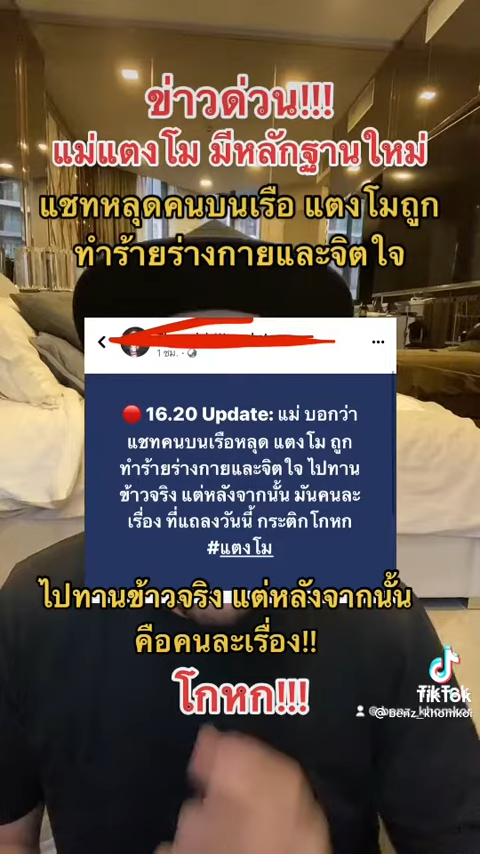 ข่าวด่วน!!!
แม่แตงโม มีหลักฐานใหม่
แชทหลุดคนบนเรือ แตงโมถูก
ทำร้ายร่างกายและจิตใจ
1 ชม.
🔴 16.20 Update: แม่ บอกว่า
แชทคนบนเรือหลุด แตงโม ถูก
ทำร้ายร่างกายและจิตใจ ไปทาน
ข้าวจริง แต่หลังจากนั้น มันคนละ
เรื่อง ที่แถลงวันนี้ กระติกโกหก
#แตงโม
ไปทานข้าวจริง แต่หลังจากนั้น
คือคนละเรื่อง!!
โกหก!!!
TikTok